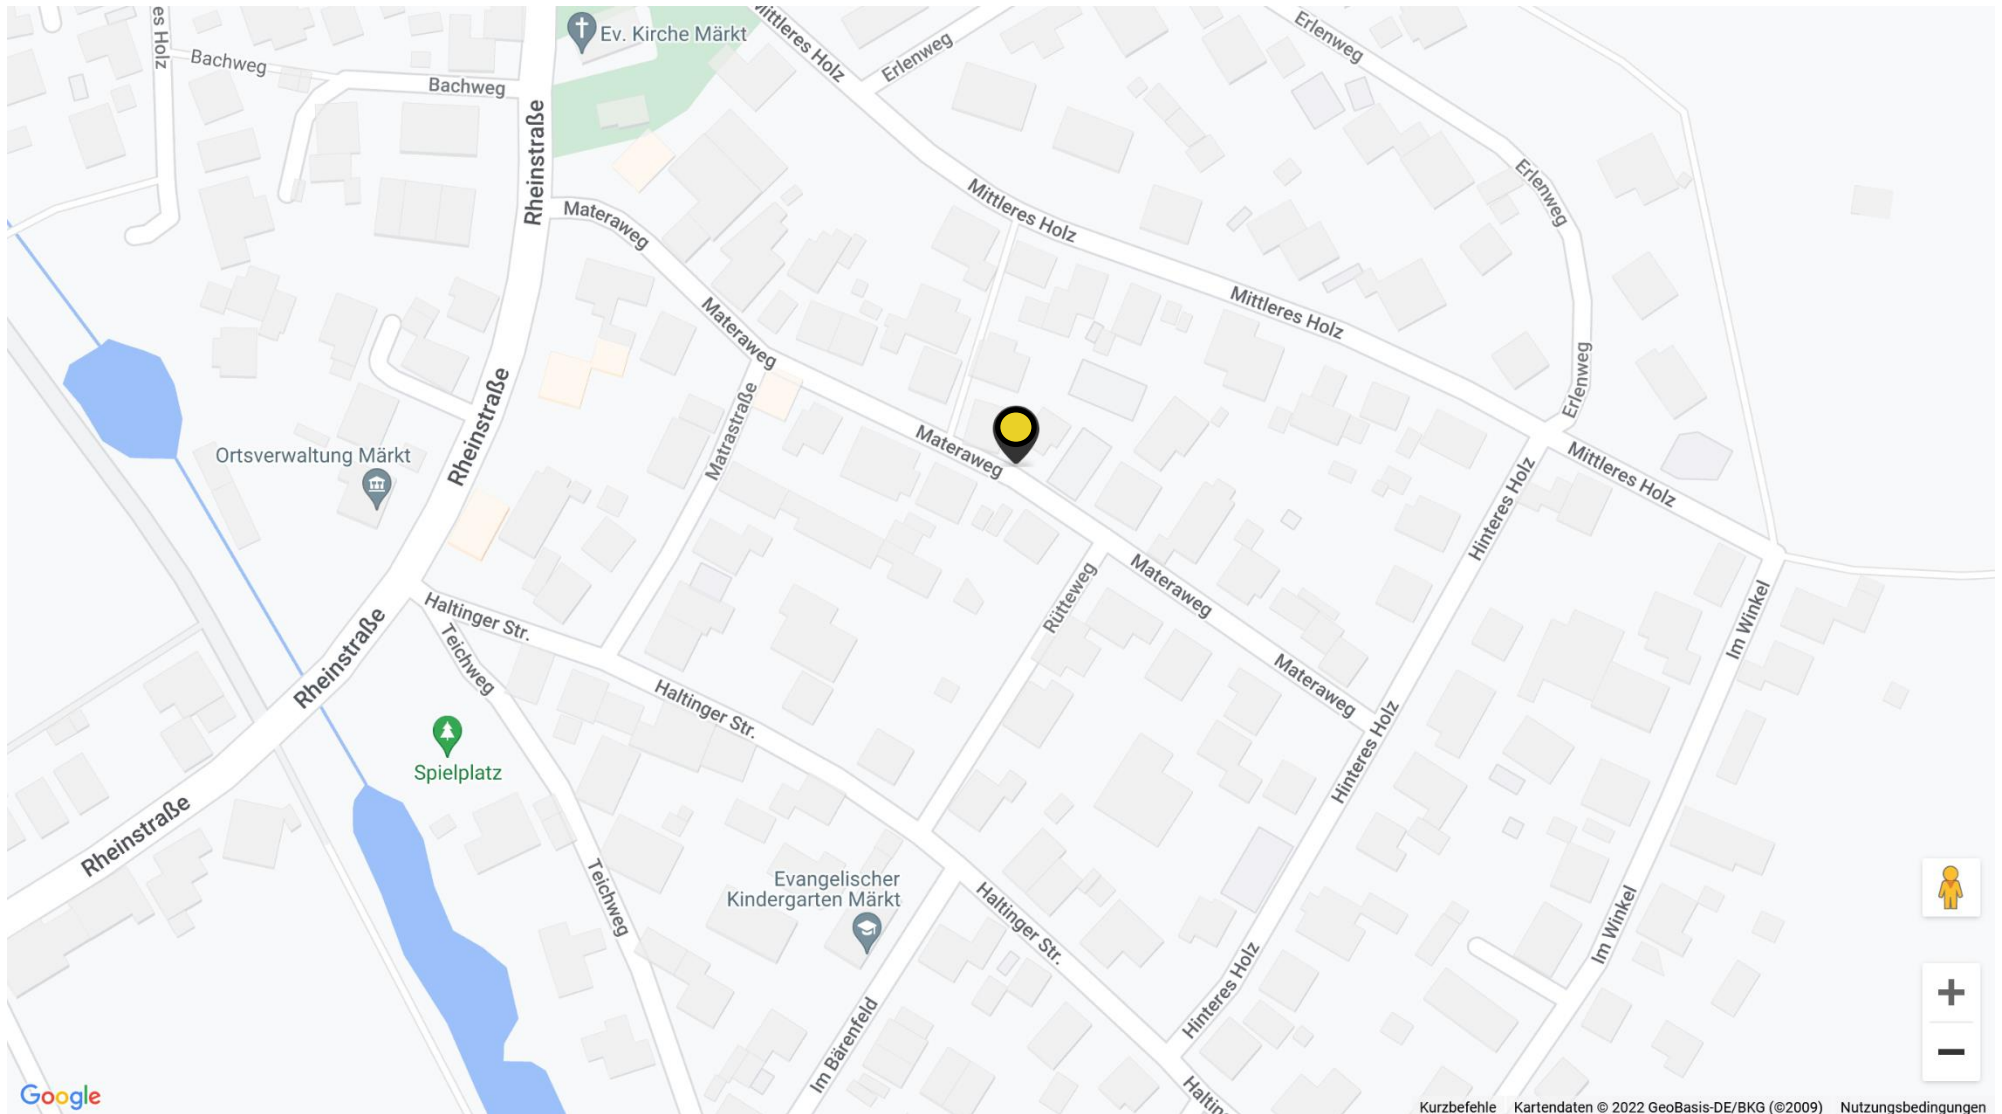 es Holz
Bachweg
Bachweg
Rheinstraße
Ev. Kirche Märkt
Mittleres Holz
Erlenweg
Erlenweg
Erlenweg
Materaweg
Mittleres Holz
Mittleres Holz
Materaweg
Erlenweg
Rheinstraße
Matrastraße
Materaweg
Ortsverwaltung Märkt
Hinteres Holz
Mittleres Holz
Haltinger Str.
Teichweg
Rheinstraße
Rütteweg
Materaweg
Im Winkel
Haltinger Str.
Materaweg
Hinteres Holz
Spielplatz
Rheinstraße
Teichweg
Evangelischer
Kindergarten Märkt
Haltinger Str.
Hinteres Holz
Im Winkel
Im Bärenfeld
Haltin
Google
Kurzbefehle
Kartendaten © 2022 GeoBasis-DE/BKG (©2009)
Nutzungsbedingungen